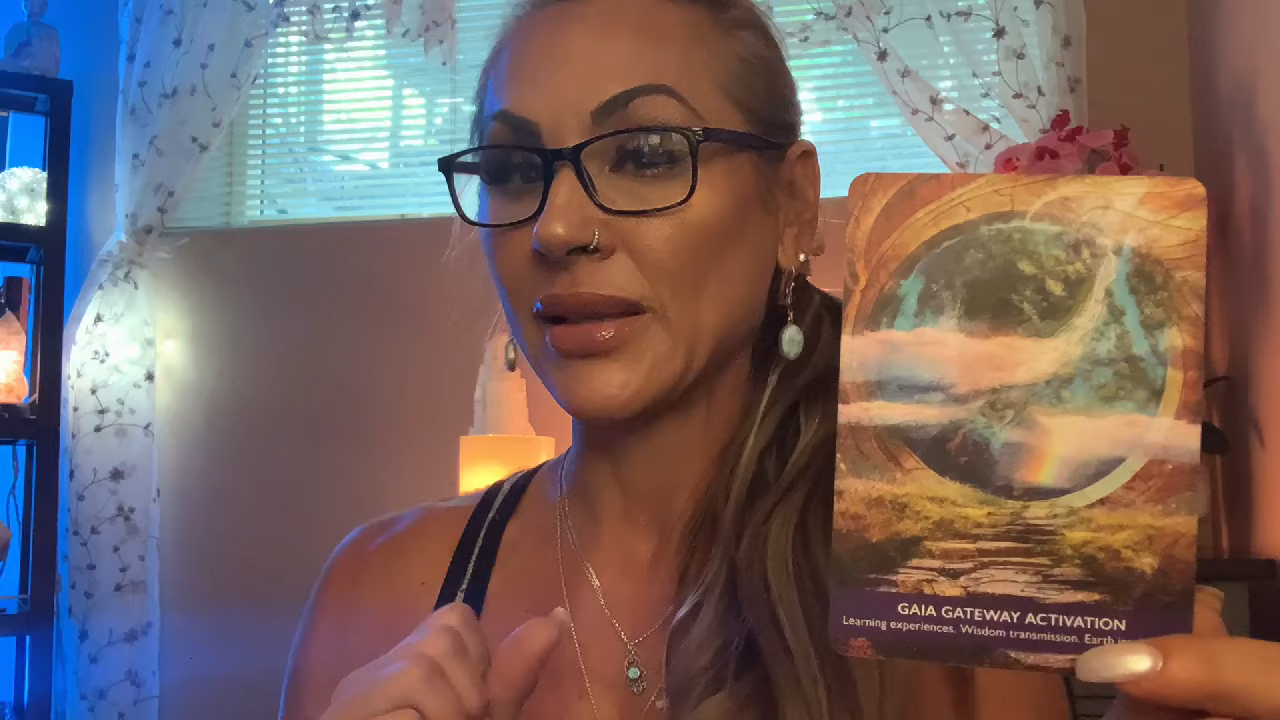 GAIA GATEWAY ACTIVATION
Learning experiences. Wisdom transmission. Earth